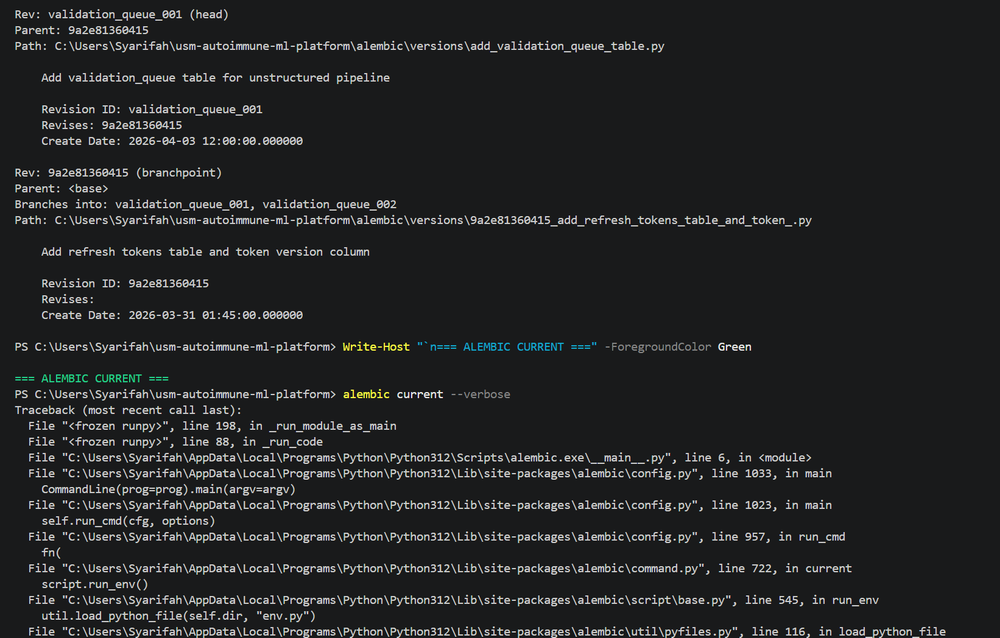 Rev: validation_queue_001 (head)
Parent: 9a2e81360415
Path: C:\Users\Syarifah\usm-autoimmune-ml-platform\alembic\versions\add_validation_queue_table.py
Add validation_queue table for unstructured pipeline
Revision ID: validation_queue_001
Revises: 9a2e81360415
Create Date: 2026-04-03 12:00:00.000000
Rev: 9a2e81360415 (branchpoint)
Parent: <base>
Branches into: validation_queue_001, validation_queue_002
Path: C:\Users\Syarifah\usm-autoimmune-ml-platform\alembic\versions\9a2e81360415_add_refresh_tokens_table_and_token_.py
Add refresh tokens table and token version column
Revision ID: 9a2e81360415
Revises:
Create Date: 2026-03-31 01:45:00.000000
PS C:\Users\Syarifah\usm-autoimmune-ml-platform> Write-Host "`n=== ALEMBIC CURRENT ===" -ForegroundColor Green
=== ALEMBIC CURRENT ===
PS C:\Users\Syarifah\usm-autoimmune-ml-platform> alembic current --verbose
Traceback (most recent call last):
File "<frozen runpy>", line 198, in _run_module_as_main
File "<frozen runpy>", line 88, in _run_code
File "C:\Users\Syarifah\AppData\Local\Programs\Python\Python312\Scripts\alembic.exe\__main__.py", line 6, in <module>
File "C:\Users\Syarifah\AppData\Local\Programs\Python\Python312\Lib\site-packages\alembic\config.py", line 1033, in main
CommandLine(prog=prog).main(argv=argv)
File "C:\Users\Syarifah\AppData\Local\Programs\Python\Python312\Lib\site-packages\alembic\config.py", line 1023, in main
self.run_cmd(cfg, options)
File "C:\Users\Syarifah\AppData\Local\Programs\Python\Python312\Lib\site-packages\alembic\config.py", line 957, in run_cmd
fn(
File "C:\Users\Syarifah\AppData\Local\Programs\Python\Python312\Lib\site-packages\alembic\command.py", line 722, in current
script.run_env()
File "C:\Users\Syarifah\AppData\Local\Programs\Python\Python312\Lib\site-packages\alembic\script\base.py", line 545, in run_env
util.load_python_file(self.dir, "env.py")
File "C:\Users\Syarifah\AppData\Local\Programs\Python\Python312\Lib\site-packages\alembic\util\pyfiles.py", line 116, in load_python_file